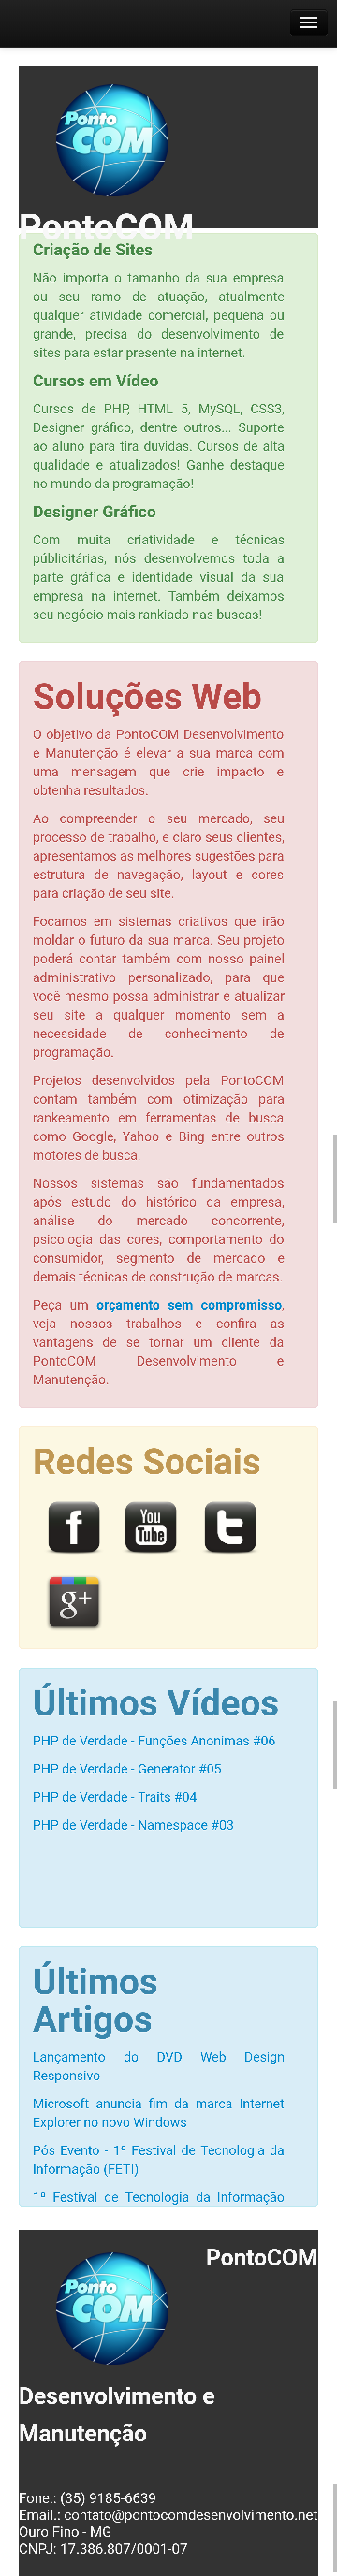 Ponto
COM
PontoCOM
Criação de Sites
Não importa o tamanho da sua empresa
ou seu ramo de atuação, atualmente
qualquer atividade comercial, pequena ou
grande, precisa do desenvolvimento de
sites para estar presente na internet.
Cursos em Vídeo
Cursos de PHP, HTML 5, MySQL, CSS3,
Designer gráfico, dentre outros... Suporte
ao aluno para tira duvidas. Cursos de alta
qualidade e atualizados! Ganhe destaque
no mundo da programação!
Designer Gráfico
Com muita criatividade e técnicas
públicitárias, nós desenvolvemos toda a
parte gráfica e identidade visual da sua
empresa na internet. Também deixamos
seu negócio mais rankiado nas buscas!
Soluções Web
O objetivo da PontoCOM Desenvolvimento
e Manutenção é elevar a sua marca com
uma mensagem que crie impacto e
obtenha resultados.
Ao compreender o seu mercado, seu
processo de trabalho, e claro seus clientes,
apresentamos as melhores sugestões para
estrutura de navegação, layout e cores
para criação de seu site.
Focamos em sistemas criativos que irão
moldar o futuro da sua marca. Seu projeto
poderá contar também com nosso painel
administrativo personalizado, para que
você mesmo possa administrar e atualizar
seu site a qualquer momento sem a
necessidade de conhecimento de
programação.
Projetos desenvolvidos pela PontoCOM
contam também com otimização para
rankeamento em ferramentas de busca
como Google, Yahoo e Bing entre outros
motores de busca.
Nossos sistemas são fundamentados
após estudo do histórico da empresa,
análise do mercado concorrente,
psicologia das cores, comportamento do
consumidor, segmento de mercado e
demais técnicas de construção de marcas.
Peça um orçamento sem compromisso,
veja nossos trabalhos e confira as
vantagens de se tornar um cliente da
PontoCOM Desenvolvimento e
Manutenção.
Redes Sociais
f
You
Tube
t
g+
Últimos Vídeos
PHP de Verdade - Funções Anonimas #06
PHP de Verdade - Generator #05
PHP de Verdade - Traits #04
PHP de Verdade - Namespace #03
Últimos
Artigos
Lançamento do DVD Web Design
Responsivo
Microsoft anuncia fim da marca Internet
Explorer no novo Windows
Pós Evento - 1º Festival de Tecnologia da
Informação (FETI)
1º Festival de Tecnologia da Informação
Ponto
COM
PontoCOM
Desenvolvimento e
Manutenção
Fone.: (35) 9185-6639
Email.: contato@pontocomdesenvolvimento.net
Ouro Fino - MG
CNPJ: 17.386.807/0001-07